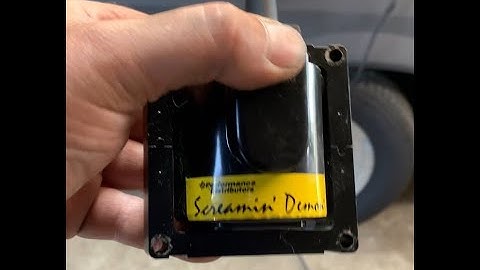 Performance
Distributors
Screamin' Demon